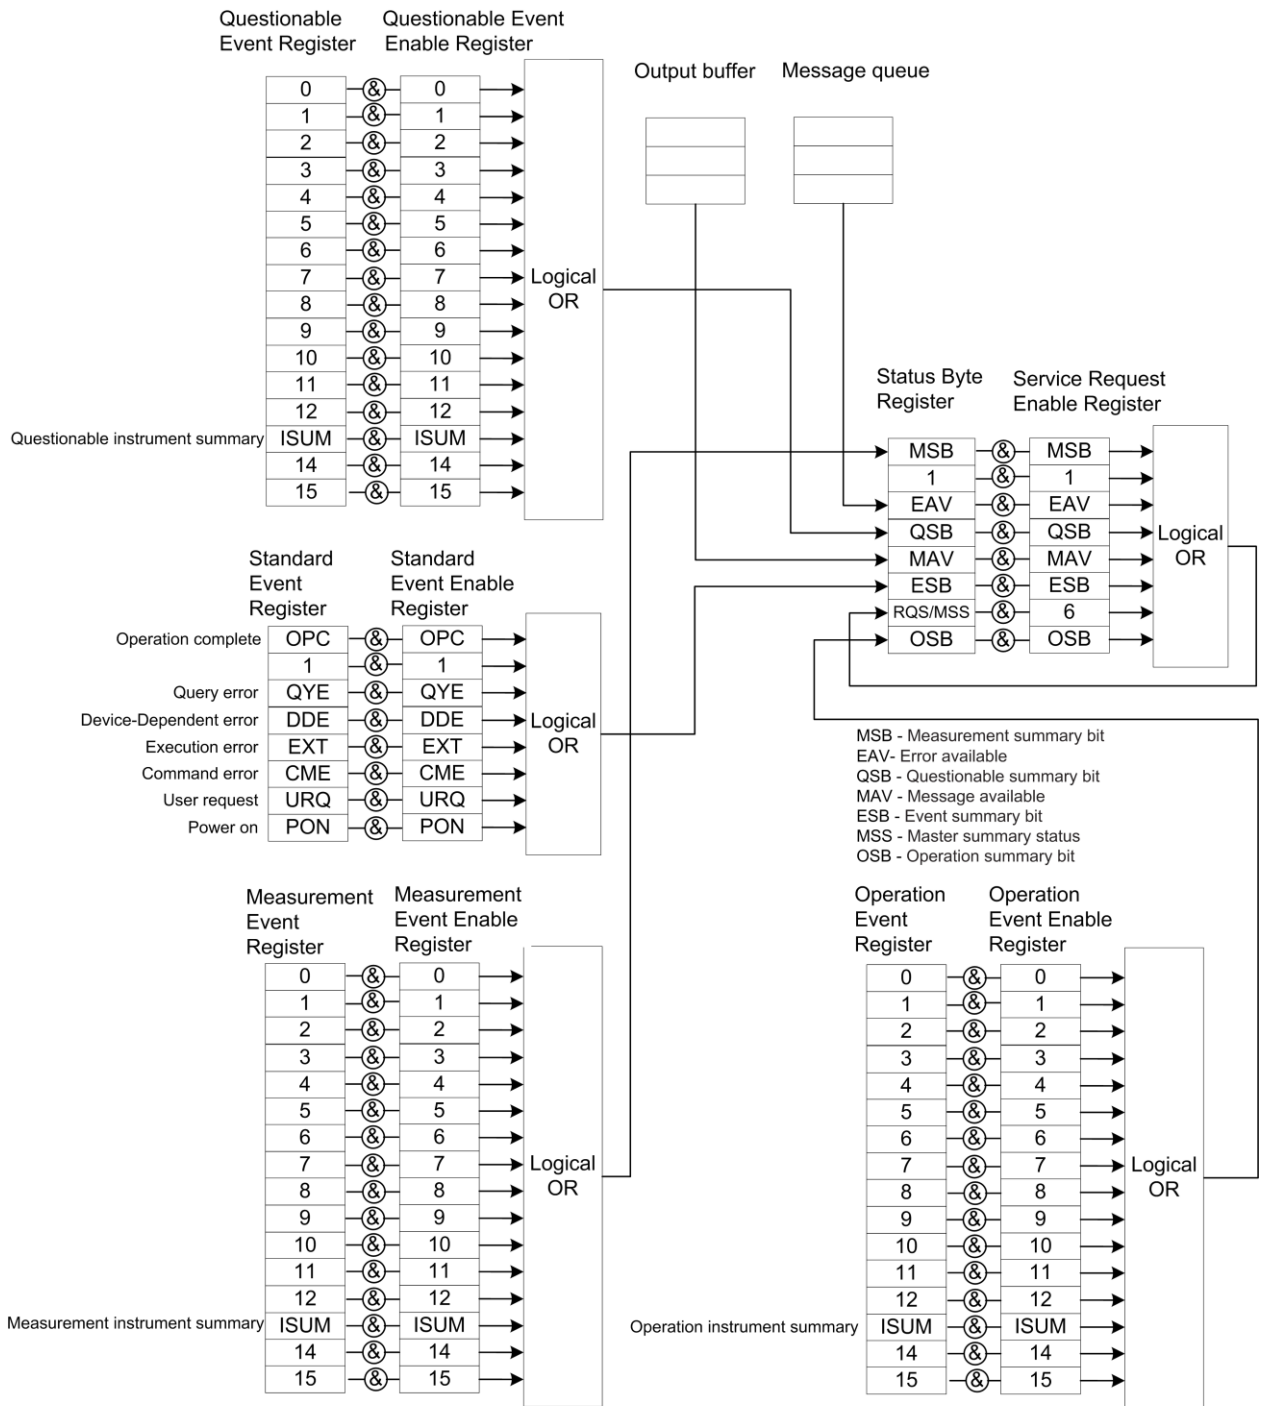 Questionable
Event Register
Questionable Event
Enable Register
0 & 0
1 & 1
2 & 2
3 & 3
4 & 4
5 & 5
6 & 6
7 & 7
8 & 8
9 & 9
10 & 10
11 & 11
12 & 12
Questionable instrument summary ISUM & ISUM
14 & 14
15 & 15
Logical
OR
Output buffer
Message queue
Status Byte
Register
Service Request
Enable Register
MSB & MSB
1 & 1
EAV & EAV
QSB & QSB
MAV & MAV
ESB & ESB
RQS/MSS & 6
OSB & OSB
Logical
OR
Standard
Event
Register
Standard
Event Enable
Register
Operation complete OPC & OPC
1 & 1
Query error QYE & QYE
Device-Dependent error DDE & DDE
Execution error EXT & EXT
Command error CME & CME
User request URQ & URQ
Power on PON & PON
Logical
OR
MSB - Measurement summary bit
EAV- Error available
QSB - Questionable summary bit
MAV - Message available
ESB - Event summary bit
MSS - Master summary status
OSB - Operation summary bit
Measurement
Event
Register
Measurement
Event Enable
Register
0 & 0
1 & 1
2 & 2
3 & 3
4 & 4
5 & 5
6 & 6
7 & 7
8 & 8
9 & 9
10 & 10
11 & 11
12 & 12
Measurement instrument summary ISUM & ISUM
14 & 14
15 & 15
Logical
OR
Operation
Event
Register
Operation
Event Enable
Register
0 & 0
1 & 1
2 & 2
3 & 3
4 & 4
5 & 5
6 & 6
7 & 7
8 & 8
9 & 9
10 & 10
11 & 11
12 & 12
Operation instrument summary ISUM & ISUM
14 & 14
15 & 15
Logical
OR